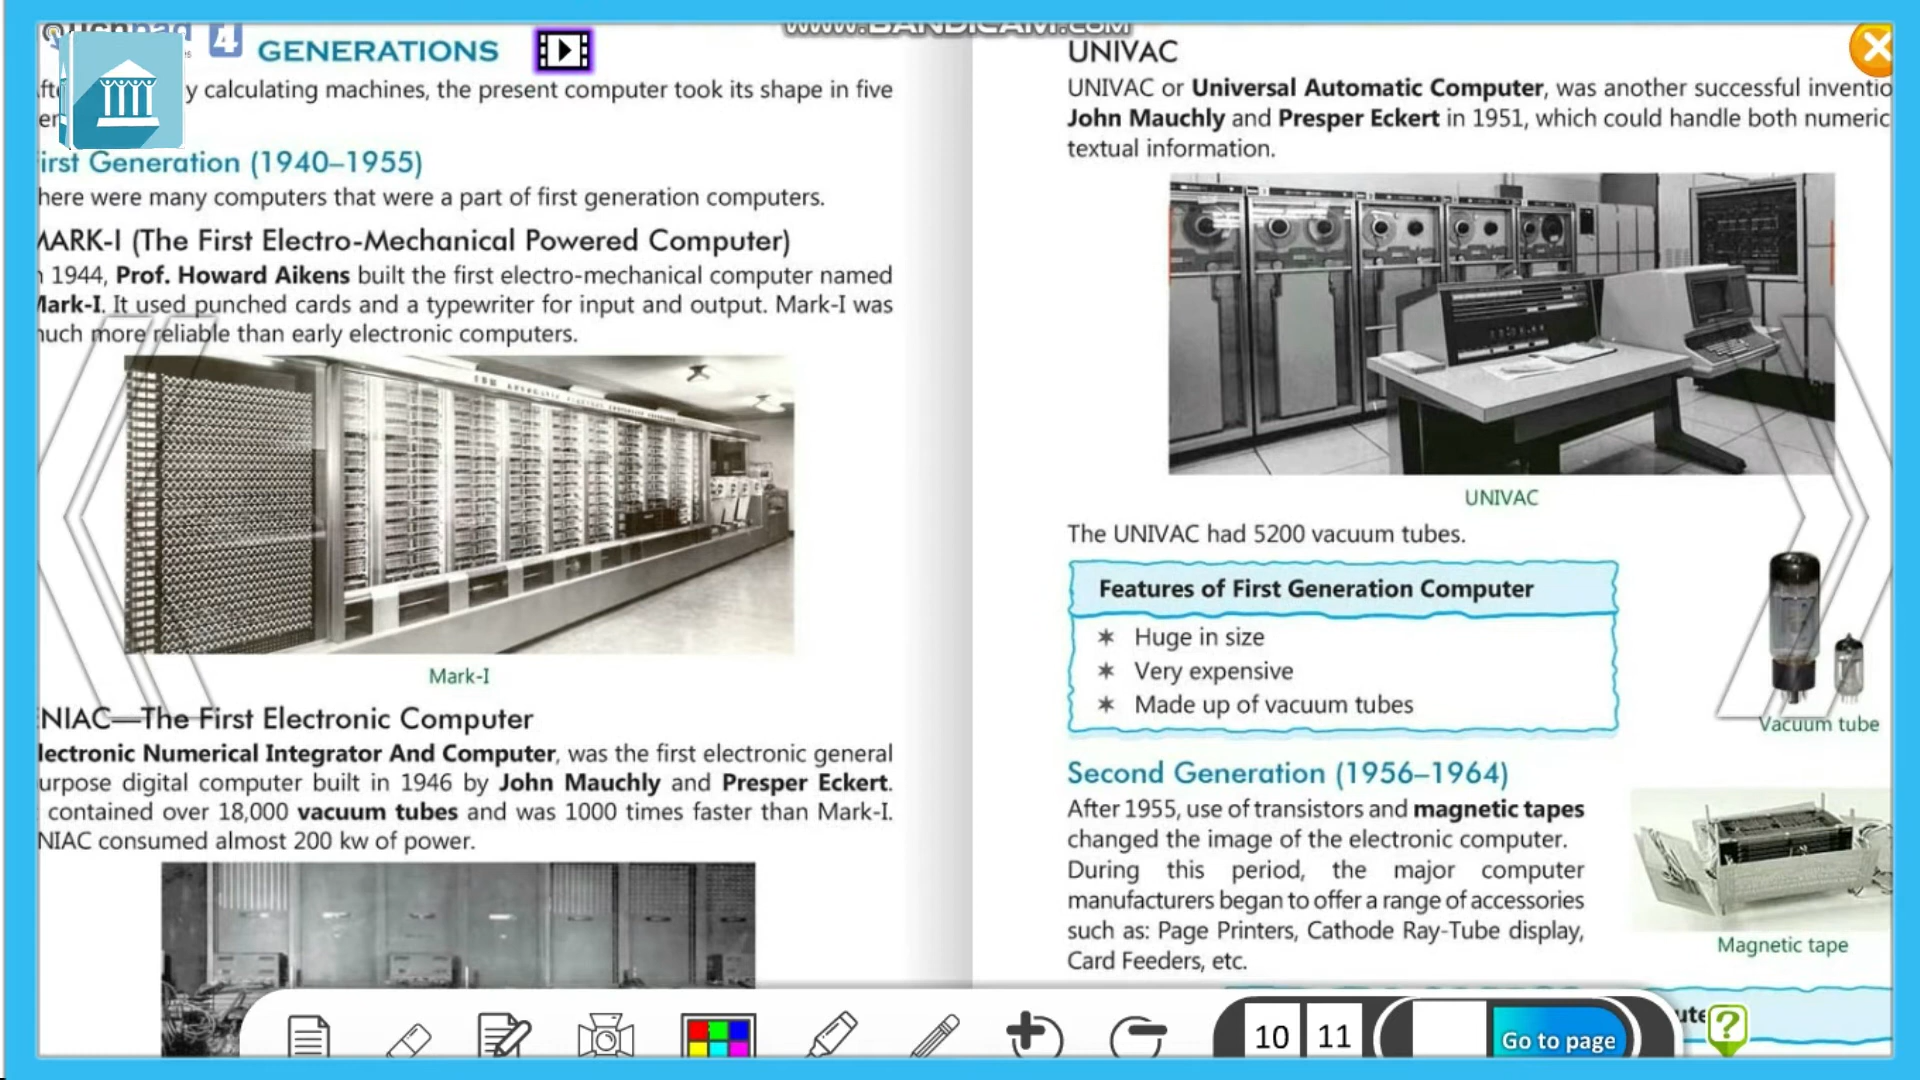 4
GENERATIONS
y calculating machines, the present computer took its shape in five
irst Generation (1940–1955)
here were many computers that were a part of first generation computers.
MARK-I (The First Electro-Mechanical Powered Computer)
1944, Prof. Howard Aikens built the first electro-mechanical computer named
Mark-I. It used punched cards and a typewriter for input and output. Mark-I was
much more reliable than early electronic computers.
Mark-I
ENIAC—The First Electronic Computer
lectronic Numerical Integrator And Computer, was the first electronic general
urpose digital computer built in 1946 by John Mauchly and Presper Eckert.
contained over 18,000 vacuum tubes and was 1000 times faster than Mark-I.
NIAC consumed almost 200 kw of power.
WWW.BANDICAM.COM
UNIVAC
UNIVAC or Universal Automatic Computer, was another successful inventio
John Mauchly and Presper Eckert in 1951, which could handle both numeric
textual information.
UNIVAC
The UNIVAC had 5200 vacuum tubes.
Features of First Generation Computer
✶ Huge in size
✶ Very expensive
✶ Made up of vacuum tubes
Vacuum tube
Second Generation (1956–1964)
After 1955, use of transistors and magnetic tapes
changed the image of the electronic computer.
During this period, the major computer
manufacturers began to offer a range of accessories
such as: Page Printers, Cathode Ray-Tube display,
Card Feeders, etc.
Magnetic tape
10 11
Go to page
?